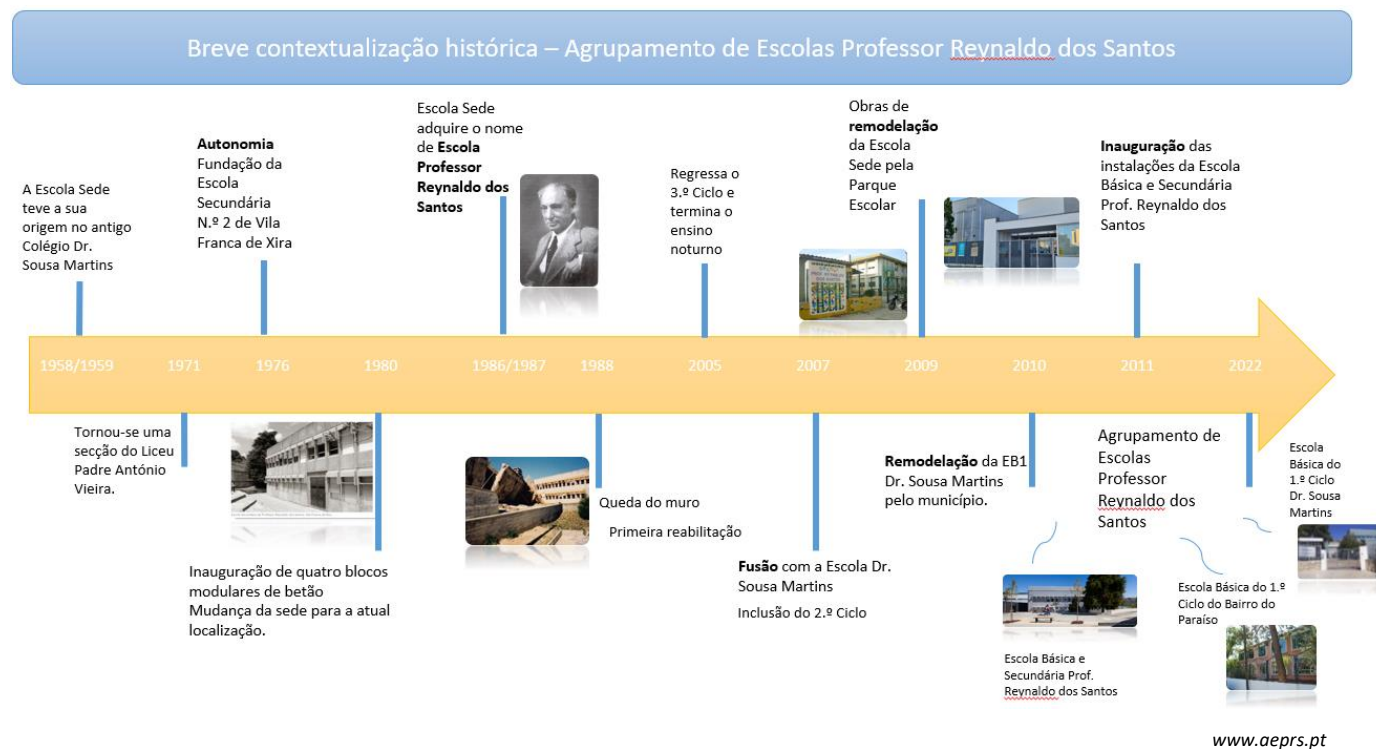 Breve contextualização histórica – Agrupamento de Escolas Professor Reynaldo dos Santos
A Escola Sede
teve a sua
origem no antigo
Colégio Dr.
Sousa Martins
Autonomia
Fundação da
Escola
Secundária
N.º 2 de Vila
Franca de Xira
Escola Sede
adquire o nome
de Escola
Professor
Reynaldo dos
Santos
Regressa o
3.º Ciclo e
termina o
ensino
noturno
Obras de
remodelação
da Escola
Sede pela
Parque
Escolar
Inauguração das
instalações da Escola
Básica e Secundária
Prof. Reynaldo dos
Santos
1958/1959 1971 1976 1980 1986/1987 1988 2005 2007 2009 2010 2011 2022
Tornou-se uma
secção do Liceu
Padre António
Vieira.
Inauguração de quatro blocos
modulares de betão
Mudança da sede para a atual
localização.
Queda do muro
Primeira reabilitação
Fusão com a Escola Dr.
Sousa Martins
Inclusão do 2.º Ciclo
Remodelação da EB1
Dr. Sousa Martins
pelo município.
Agrupamento de
Escolas
Professor
Reynaldo dos
Santos
Escola
Básica do
1.º Ciclo
Dr. Sousa
Martins
Escola Básica do 1.º
Ciclo do Bairro do
Paraíso
Escola Básica e
Secundária Prof.
Reynaldo dos Santos
www.aeprs.pt